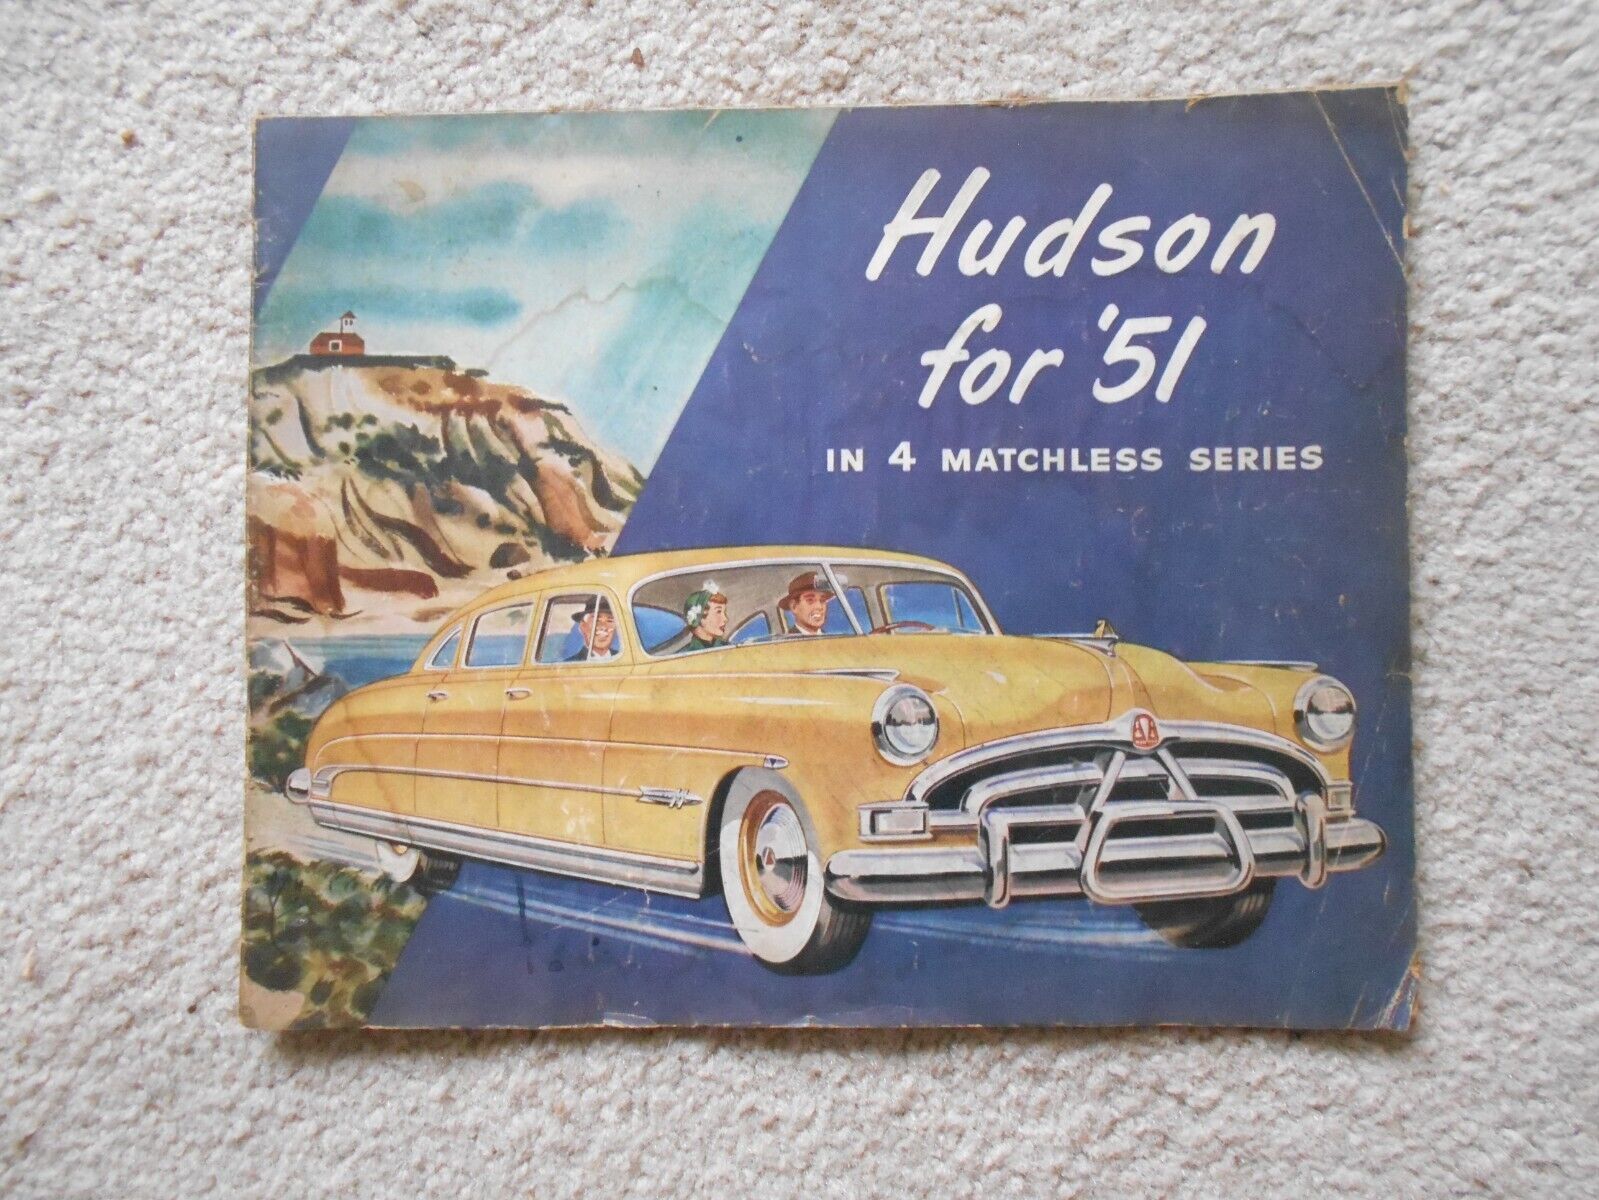 Hudson
for '51
IN 4 MATCHLESS SERIES